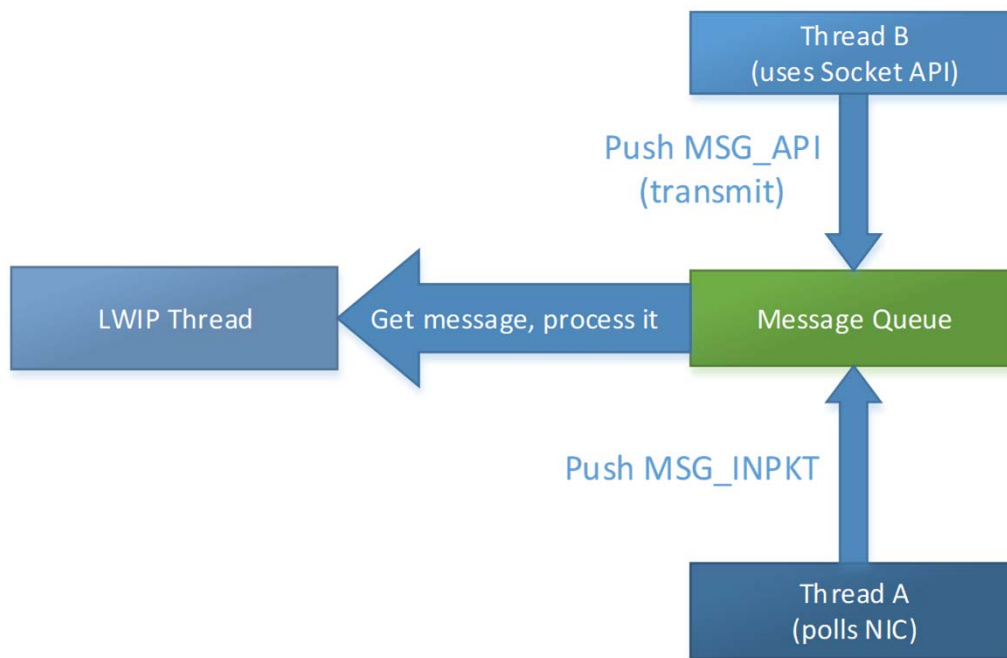 Thread B
(uses Socket API)
Push MSG_API
(transmit)
LWIP Thread
Get message, process it
Message Queue
Push MSG_INPKT
Thread A
(polls NIC)